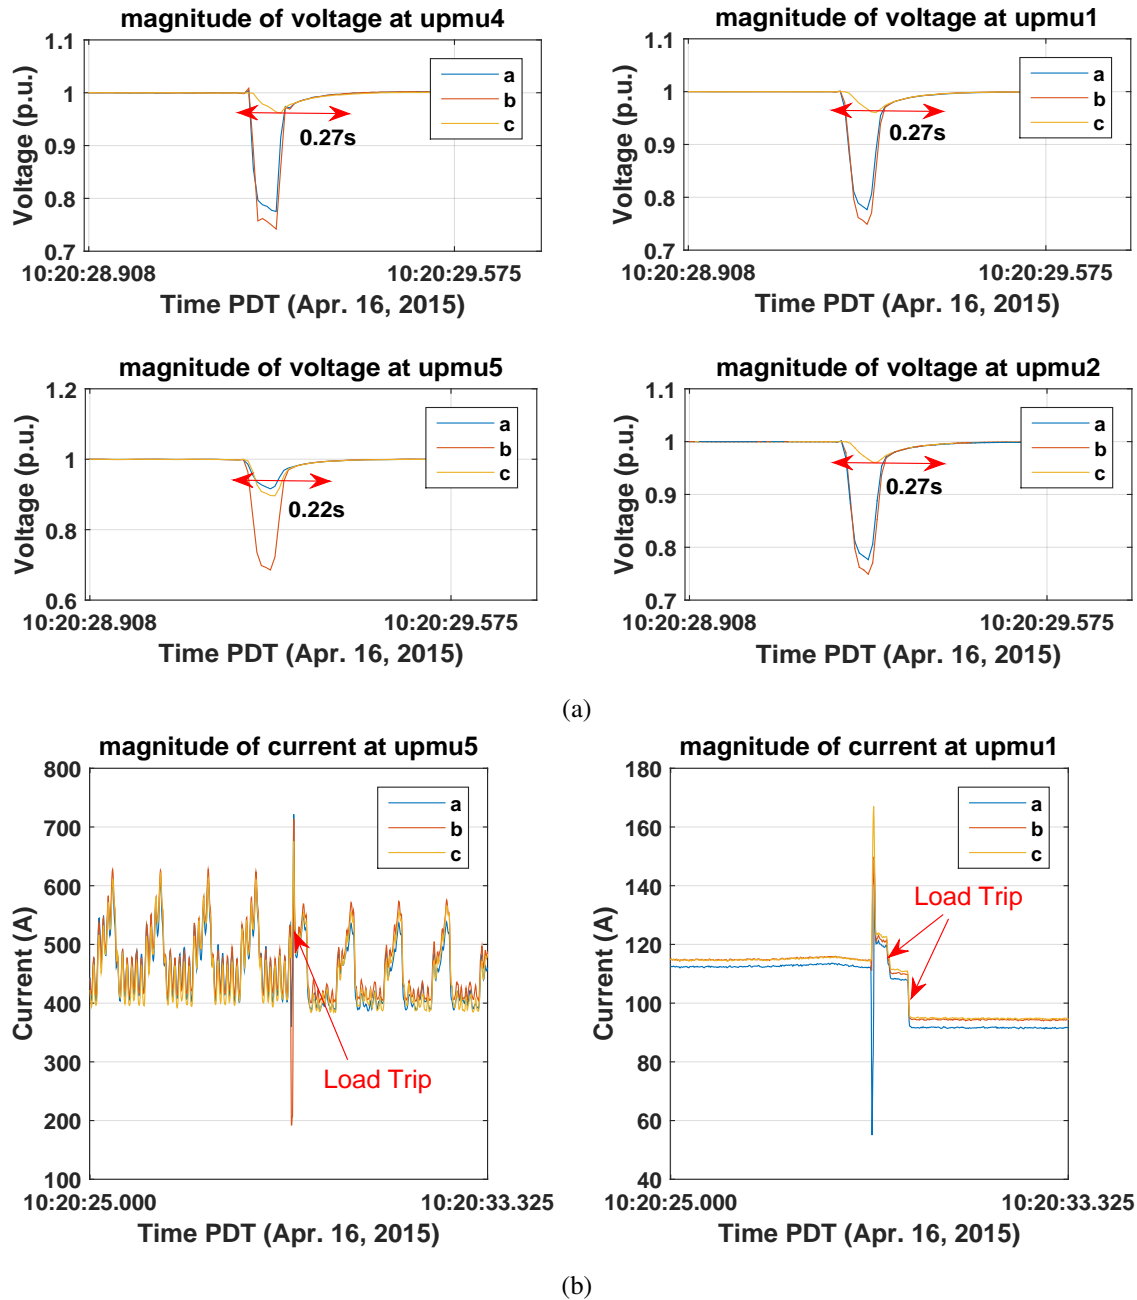 magnitude of voltage at upmu4
1.1
1
0.9
0.8
0.7
Voltage (p.u.)
a
b
c
0.27s
10:20:28.908
10:20:29.575
Time PDT (Apr. 16, 2015)
magnitude of voltage at upmu1
1.1
1
0.9
0.8
0.7
Voltage (p.u.)
a
b
c
0.27s
10:20:28.908
10:20:29.575
Time PDT (Apr. 16, 2015)
magnitude of voltage at upmu5
1.2
1
0.8
0.6
Voltage (p.u.)
a
b
c
0.22s
10:20:28.908
10:20:29.575
Time PDT (Apr. 16, 2015)
magnitude of voltage at upmu2
1.1
1
0.9
0.8
0.7
Voltage (p.u.)
a
b
c
0.27s
10:20:28.908
10:20:29.575
Time PDT (Apr. 16, 2015)
(a)
magnitude of current at upmu5
800
700
600
500
400
300
200
100
Current (A)
a
b
c
Load Trip
10:20:25.000
10:20:33.325
Time PDT (Apr. 16, 2015)
magnitude of current at upmu1
180
160
140
120
100
80
60
40
Current (A)
a
b
c
Load Trip
10:20:25.000
10:20:33.325
Time PDT (Apr. 16, 2015)
(b)